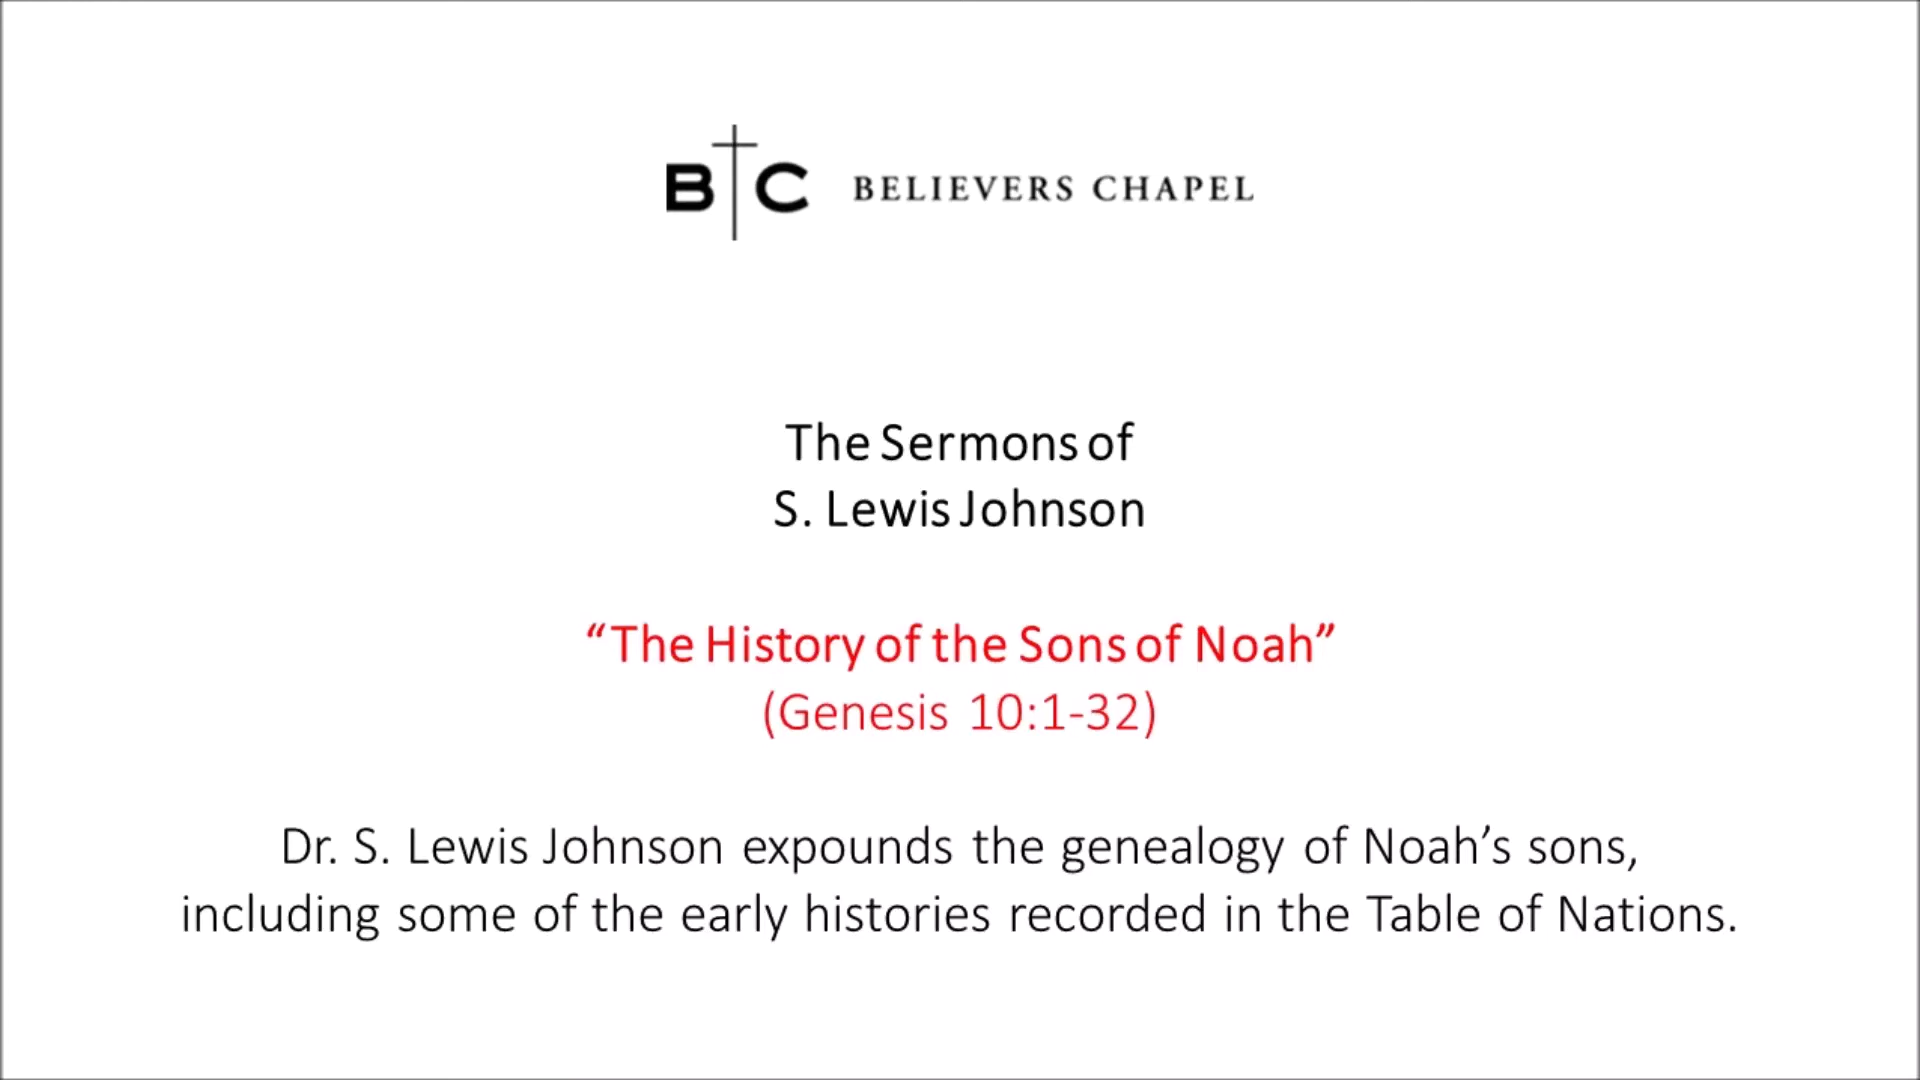 B C BELIEVERS CHAPEL
The Sermons of
S. Lewis Johnson
“The History of the Sons of Noah”
(Genesis 10:1-32)
Dr. S. Lewis Johnson expounds the genealogy of Noah’s sons,
including some of the early histories recorded in the Table of Nations.